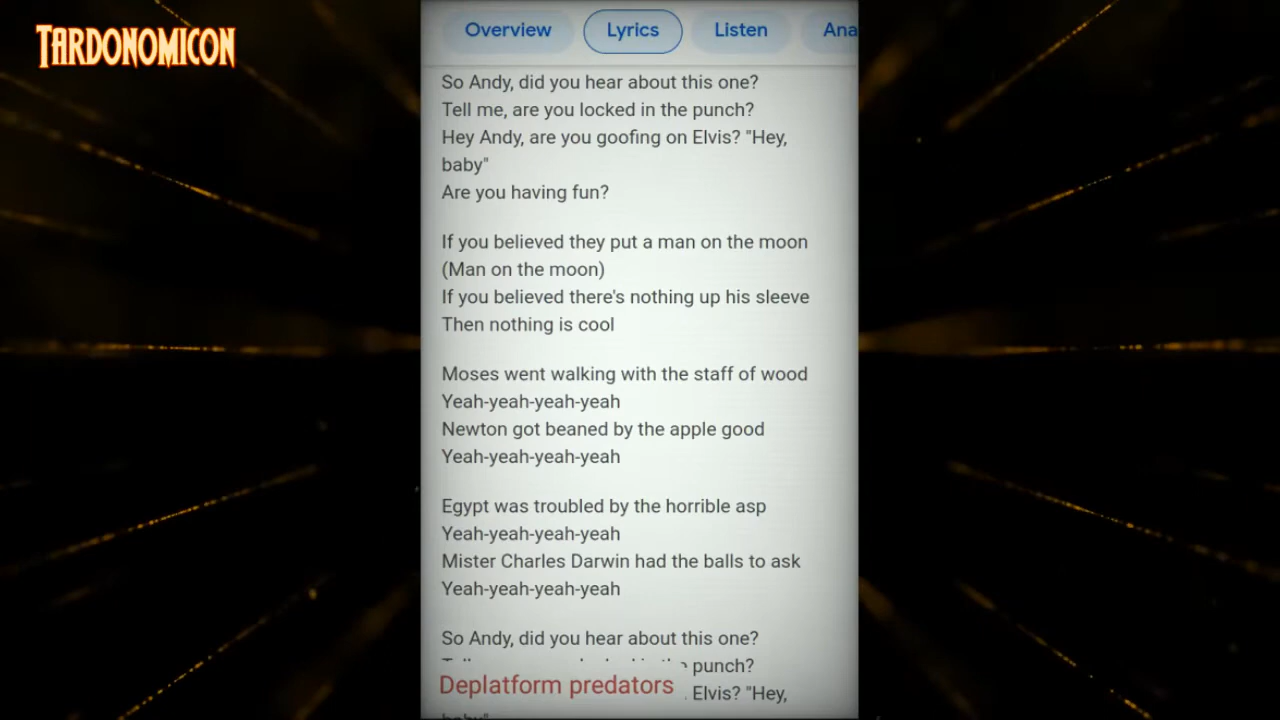 TARDONOMICON
Overview Lyrics Listen Ana
So Andy, did you hear about this one?
Tell me, are you locked in the punch?
Hey Andy, are you goofing on Elvis? "Hey,
baby"
Are you having fun?
If you believed they put a man on the moon
(Man on the moon)
If you believed there's nothing up his sleeve
Then nothing is cool
Moses went walking with the staff of wood
Yeah-yeah-yeah-yeah
Newton got beaned by the apple good
Yeah-yeah-yeah-yeah
Egypt was troubled by the horrible asp
Yeah-yeah-yeah-yeah
Mister Charles Darwin had the balls to ask
Yeah-yeah-yeah-yeah
So Andy, did you hear about this one?
punch?
Deplatform predators
Elvis? "Hey,